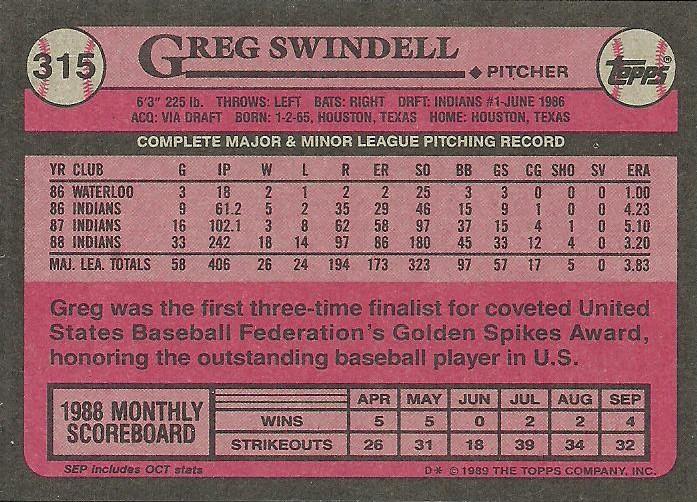 315
GREG SWINDELL
PITCHER
TOPPS®
6'3" 225 lb. THROWS: LEFT BATS: RIGHT DRFT: INDIANS #1-JUNE 1986
ACQ: VIA DRAFT BORN: 1-2-65, HOUSTON, TEXAS HOME: HOUSTON, TEXAS
COMPLETE MAJOR & MINOR LEAGUE PITCHING RECORD
YR CLUB G IP W L R ER SO BB GS CG SHO SV ERA
86 WATERLOO 3 18 2 1 2 2 25 3 3 0 0 0 1.00
86 INDIANS 9 61.2 5 2 35 29 46 15 9 1 0 0 4.23
87 INDIANS 16 102.1 3 8 62 58 97 37 15 4 1 0 5.10
88 INDIANS 33 242 18 14 97 86 180 45 33 12 4 0 3.20
MAJ. LEA. TOTALS 58 406 26 24 194 173 323 97 57 17 5 0 3.83
Greg was the first three-time finalist for coveted United
States Baseball Federation's Golden Spikes Award,
honoring the outstanding baseball player in U.S.
1988 MONTHLY
SCOREBOARD
APR MAY JUN JUL AUG SEP
WINS 5 5 0 2 2 4
STRIKEOUTS 26 31 18 39 34 32
SEP includes OCT stats
D* © 1989 THE TOPPS COMPANY, INC.